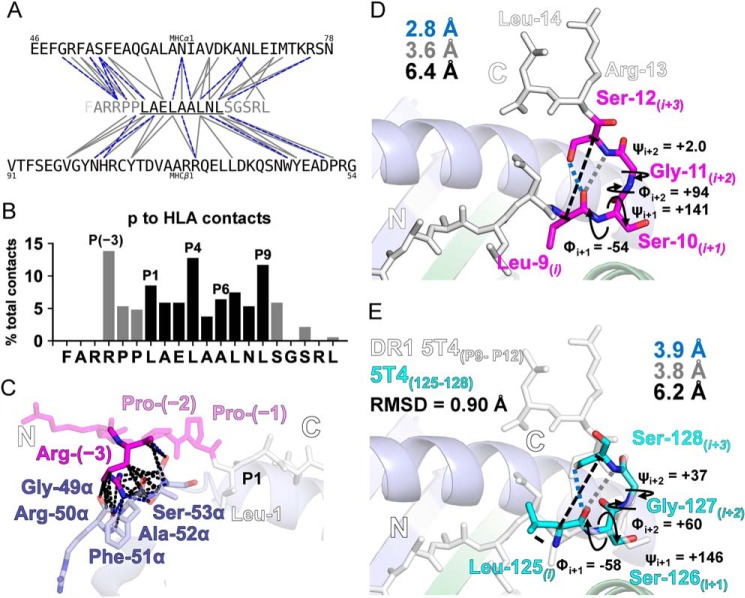 A
46 MHCα1 78
EEFGRFASFEAQGALANIAVDKANLEIMTKRSN
FARRPPLAELAALNLSGSRL
VTFSEGVGYNHRCYTDVAARRQELLDKQSNWYEADPRG
91 MHCβ1 54
B
p to HLA contacts
% total contacts
15
10
5
0
P(−3)
P1
P4
P6
P9
F A R R P P L A E L A A L N L S G S R L
C
N
Pro-(−2)
Pro-(−1)
C
Arg-(−3)
P1
Gly-49α
Leu-1
Arg-50α
Ser-53α
Ala-52α
Phe-51α
D
2.8 Å
3.6 Å
6.4 Å
Leu-14
C
Arg-13
Ser-12(i+3)
Ψi+2 = +2.0
Gly-11(i+2)
Φi+2 = +94
N
Ψi+1 = +141
Ser-10(i+1)
Φi+1 = -54
Leu-9(i)
E
DR1 5T4(P9- P12)
5T4(125-128)
RMSD = 0.90 Å
3.9 Å
3.8 Å
6.2 Å
C
Ser-128(i+3)
Ψi+2 = +37
Gly-127(i+2)
N
Φi+2 = +60
Leu-125(i)
Φi+1 = -58
Ψi+1 = +146
Ser-126(i+1)